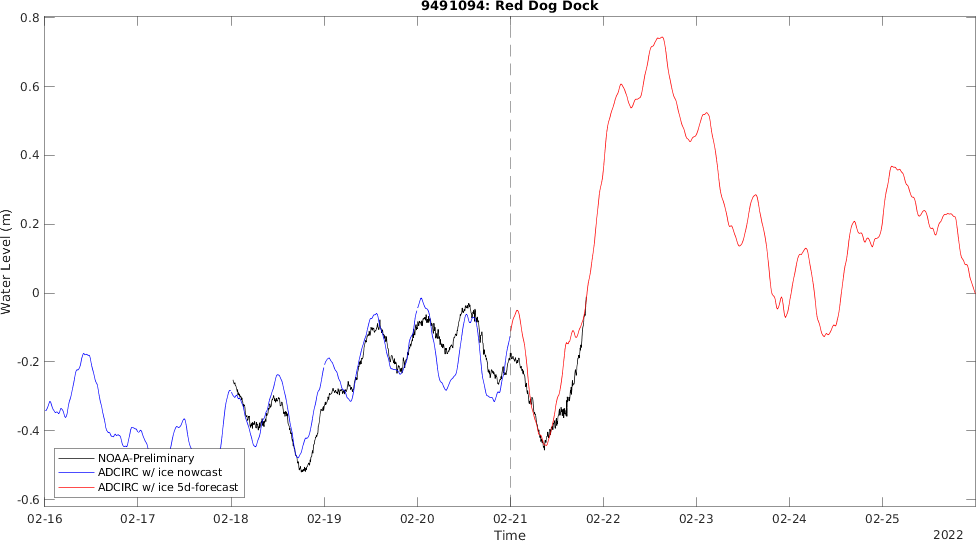 9491094: Red Dog Dock
0.8
0.6
0.4
0.2
0
-0.2
-0.4
-0.6
Water Level (m)
NOAA-Preliminary
ADCIRC w/ ice nowcast
ADCIRC w/ ice 5d-forecast
02-16 02-17 02-18 02-19 02-20 02-21 02-22 02-23 02-24 02-25
Time
2022